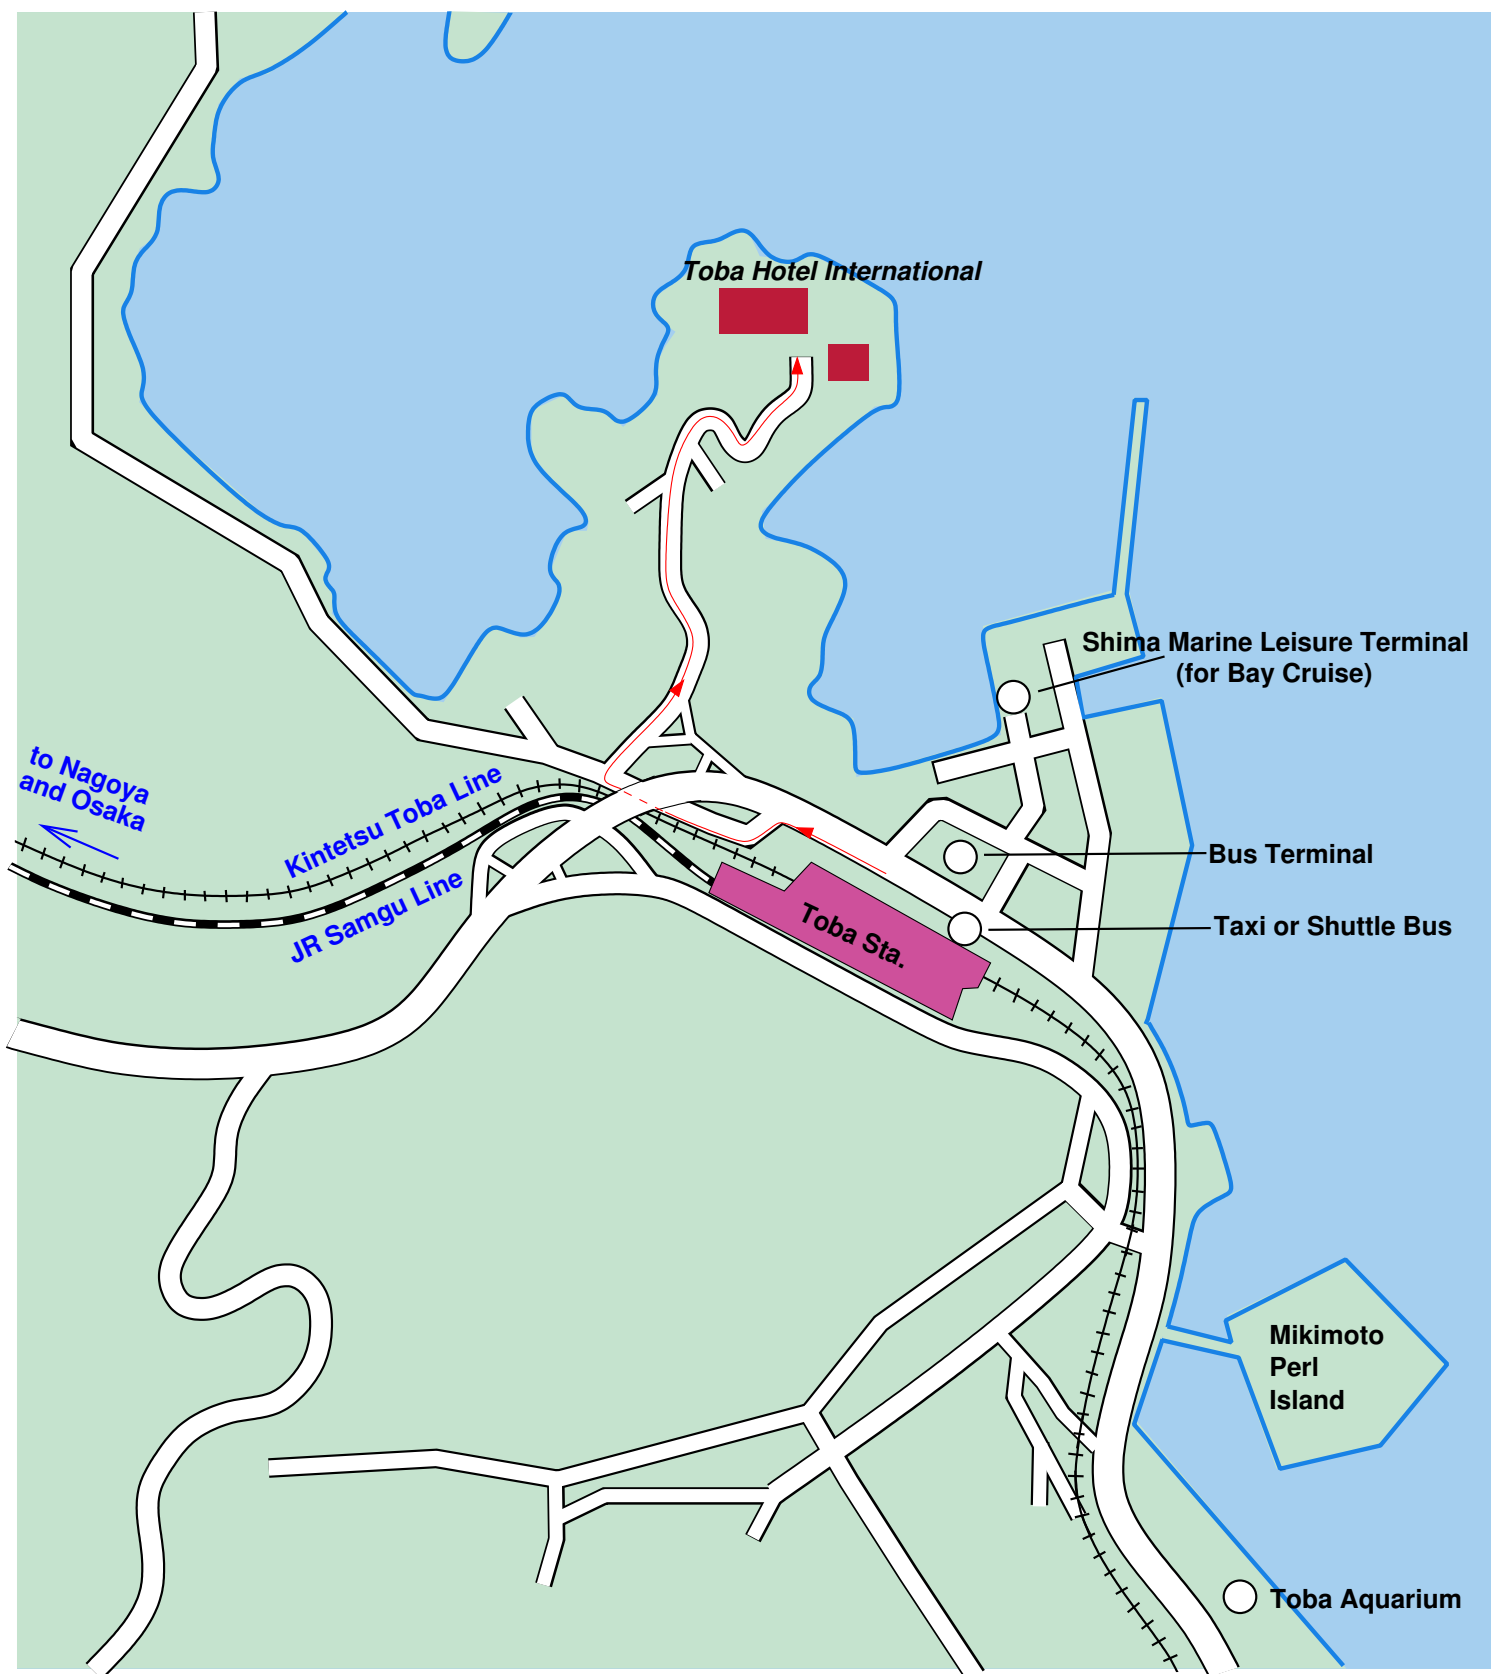 Toba Hotel International
Shima Marine Leisure Terminal
(for Bay Cruise)
to Nagoya
and Osaka
Kintetsu Toba Line
JR Samgu Line
Bus Terminal
Toba Sta.
Taxi or Shuttle Bus
Mikimoto
Perl
Island
Toba Aquarium